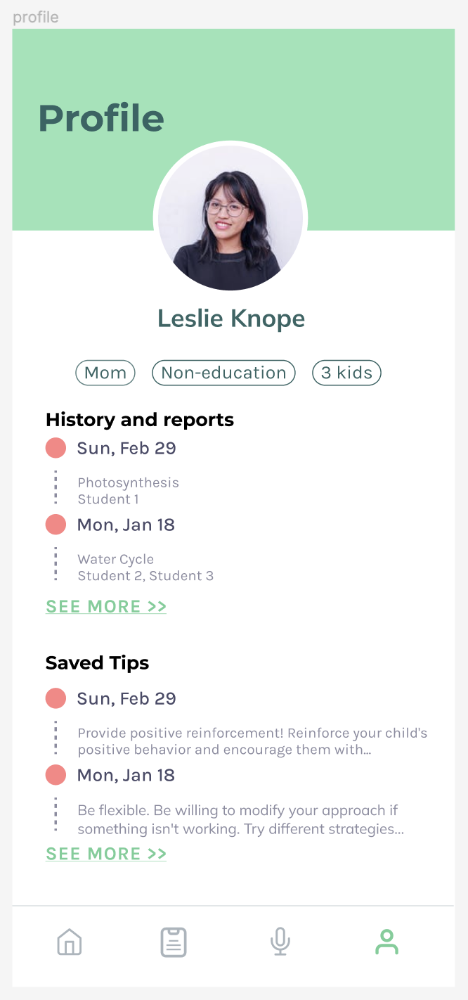 profile
Profile
Leslie Knope
Mom
Non-education
3 kids
History and reports
Sun, Feb 29
Photosynthesis
Student 1
Mon, Jan 18
Water Cycle
Student 2, Student 3
SEE MORE >>
Saved Tips
Sun, Feb 29
Provide positive reinforcement! Reinforce your child's
positive behavior and encourage them with...
Mon, Jan 18
Be flexible. Be willing to modify your approach if
something isn't working. Try different strategies...
SEE MORE >>